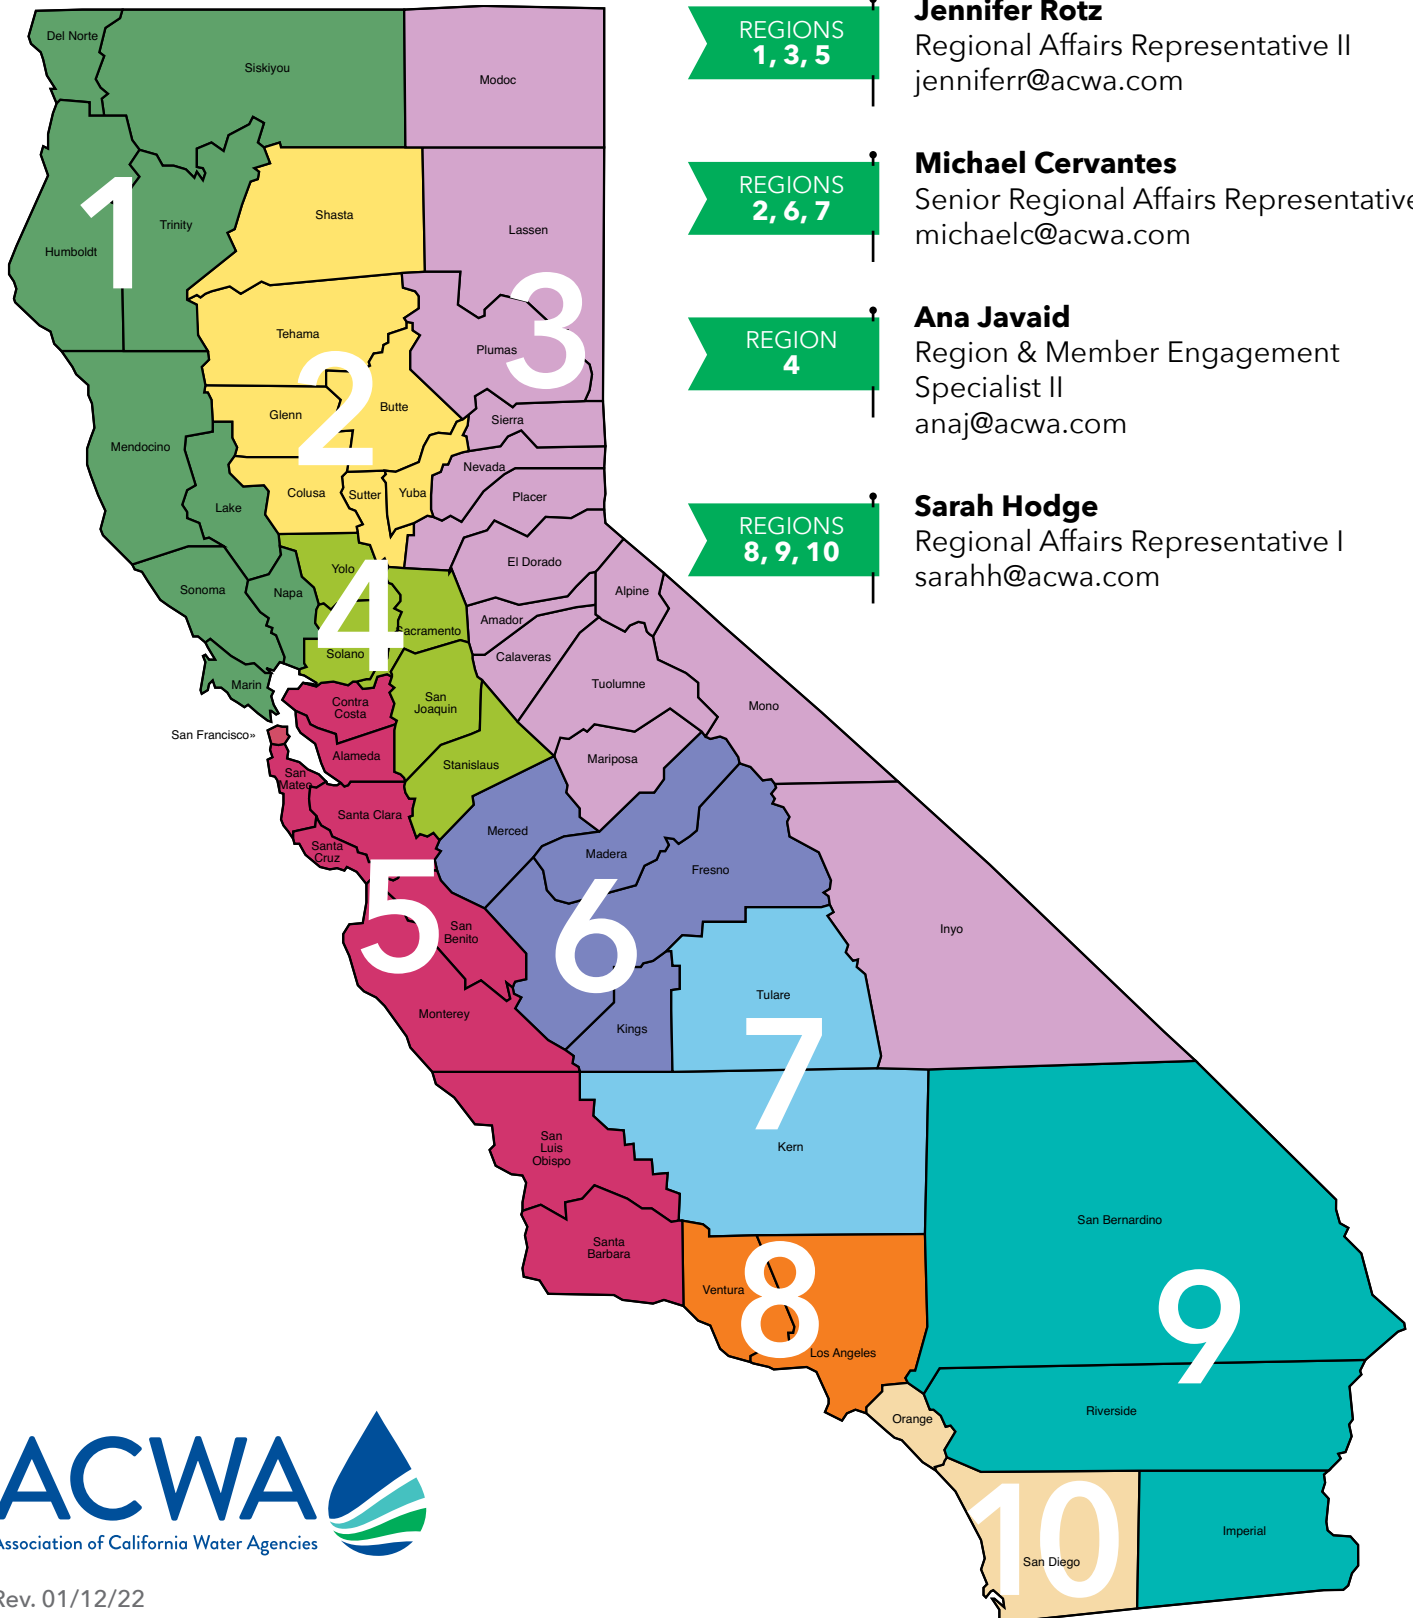 Del Norte
Siskiyou
Modoc
1
Humboldt
Trinity
Shasta
Lassen
3
Tehama
Plumas
2
Glenn
Butte
Sierra
Mendocino
Nevada
Colusa
Sutter
Yuba
Placer
Lake
El Dorado
Yolo
4
Alpine
Sonoma
Napa
Amador
Sacramento
Solano
Calaveras
Marin
Tuolumne
Contra
Costa
San
Joaquin
Mono
San Francisco»
Alameda
Mariposa
Stanislaus
San
Mateo
Santa Clara
Merced
Santa
Cruz
Madera
Fresno
5
6
San
Benito
Inyo
Tulare
Monterey
Kings
7
San
Luis
Obispo
Kern
San Bernardino
Santa
Barbara
8
Ventura
9
Los Angeles
Orange
Riverside
10
Imperial
San Diego
REGIONS
1, 3, 5
Jennifer Rotz
Regional Affairs Representative II
jenniferr@acwa.com
REGIONS
2, 6, 7
Michael Cervantes
Senior Regional Affairs Representative
michaelc@acwa.com
REGION
4
Ana Javaid
Region & Member Engagement
Specialist II
anaj@acwa.com
REGIONS
8, 9, 10
Sarah Hodge
Regional Affairs Representative I
sarahh@acwa.com
ACWA
Association of California Water Agencies
Rev. 01/12/22